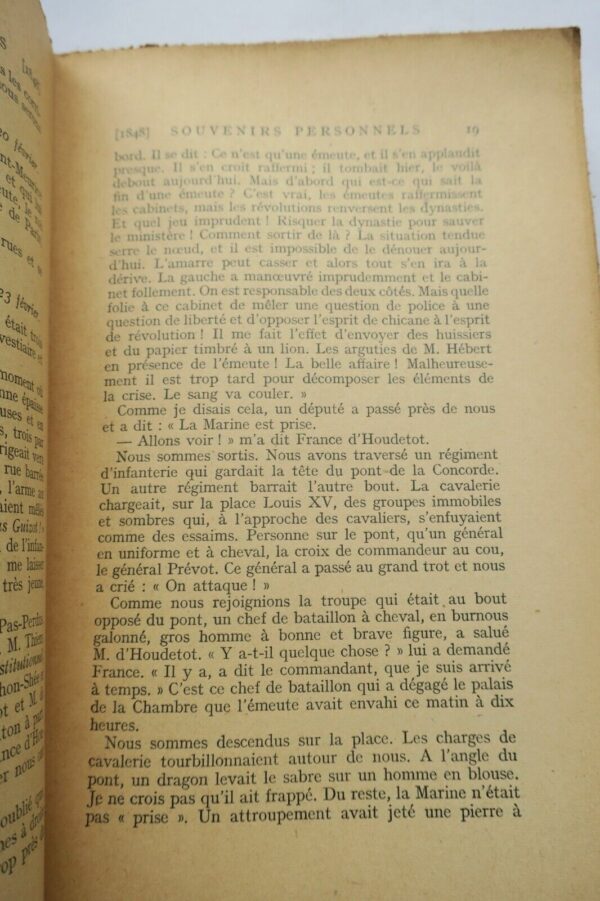 [1848] SOUVENIRS PERSONNELS 19
bord. Il se dit : Ce n'est qu'une émeute, et il s'en applaudit
presque. Il s'en croit raffermi ; il tombait hier, le voilà
debout aujourd'hui. Mais d'abord qui est-ce qui sait la
fin d'une émeute ? C'est vrai, les émeutes raffermissent
les cabinets, mais les révolutions renversent les dynasties.
Et quel jeu imprudent ! Risquer la dynastie pour sauver
le ministère ! Comment sortir de là ? La situation tendue
serre le nœud, et il est impossible de le dénouer aujour-
d'hui. L'amarre peut casser et alors tout s'en ira à la
dérive. La gauche a manœuvré imprudemment et le cabi-
net follement. On est responsable des deux côtés. Mais quelle
folie à ce cabinet de mêler une question de police à une
question de liberté et d'opposer l'esprit de chicane à l'esprit
de révolution ! Il me fait l'effet d'envoyer des huissiers
et du papier timbré à un lion. Les arguties de M. Hébert
en présence de l'émeute ! La belle affaire ! Malheureuse-
ment il est trop tard pour décomposer les éléments de
la crise. Le sang va couler. »
Comme je disais cela, un député a passé près de nous
et a dit : « La Marine est prise.
— Allons voir ! » m'a dit France d'Houdetot.
Nous sommes sortis. Nous avons traversé un régiment
d'infanterie qui gardait la tête du pont de la Concorde.
Un autre régiment barrait l'autre bout. La cavalerie
chargeait, sur la place Louis XV, des groupes immobiles
et sombres qui, à l'approche des cavaliers, s'enfuyaient
comme des essaims. Personne sur le pont, qu'un général
en uniforme et à cheval, la croix de commandeur au cou,
le général Prévot. Ce général a passé au grand trot et nous
a crié : « On attaque ! »
Comme nous rejoignions la troupe qui était au bout
opposé du pont, un chef de bataillon à cheval, en burnous
galonné, gros homme à bonne et brave figure, a salué
M. d'Houdetot. « Y a-t-il quelque chose ? » lui a demandé
France. « Il y a, a dit le commandant, que je suis arrivé
à temps. » C'est ce chef de bataillon qui a dégagé le palais
de la Chambre que l'émeute avait envahi ce matin à dix
heures.
Nous sommes descendus sur la place. Les charges de
cavalerie tourbillonnaient autour de nous. A l'angle du
pont, un dragon levait le sabre sur un homme en blouse.
Je ne crois pas qu'il ait frappé. Du reste, la Marine n'était
pas « prise ». Un attroupement avait jeté une pierre à